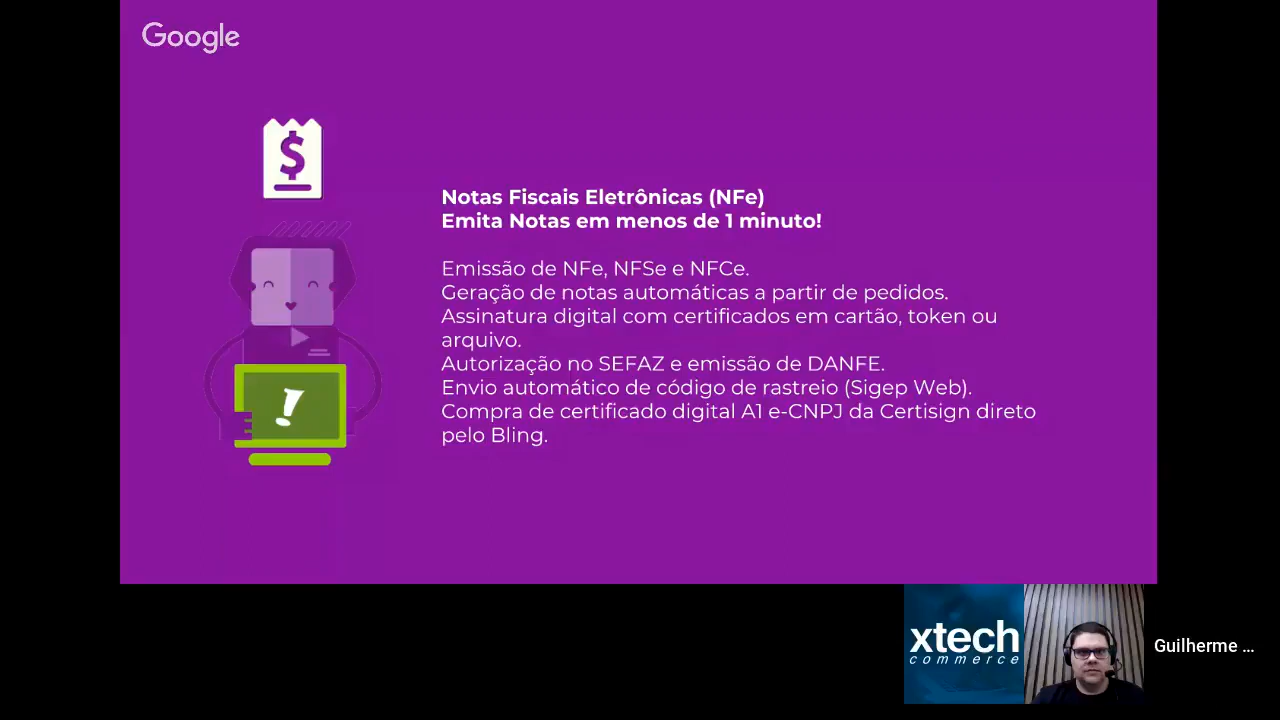 Google
$
Notas Fiscais Eletrônicas (NFe)
Emita Notas em menos de 1 minuto!
Emissão de NFe, NFSe e NFCe.
Geração de notas automáticas a partir de pedidos.
Assinatura digital com certificados em cartão, token ou
arquivo.
Autorização no SEFAZ e emissão de DANFE.
Envio automático de código de rastreio (Sigep Web).
Compra de certificado digital A1 e-CNPJ da Certisign direto
pelo Bling.
!
xtech
commerce
Guilherme ...